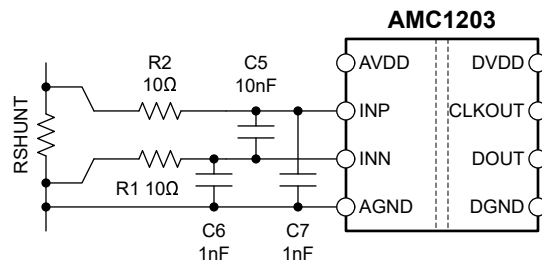 AMC1203
R2
10Ω
C5
10nF
AVDD
DVDD
INP
CLKOUT
RSHUNT
INN
DOUT
R1 10Ω
AGND
DGND
C6
1nF
C7
1nF